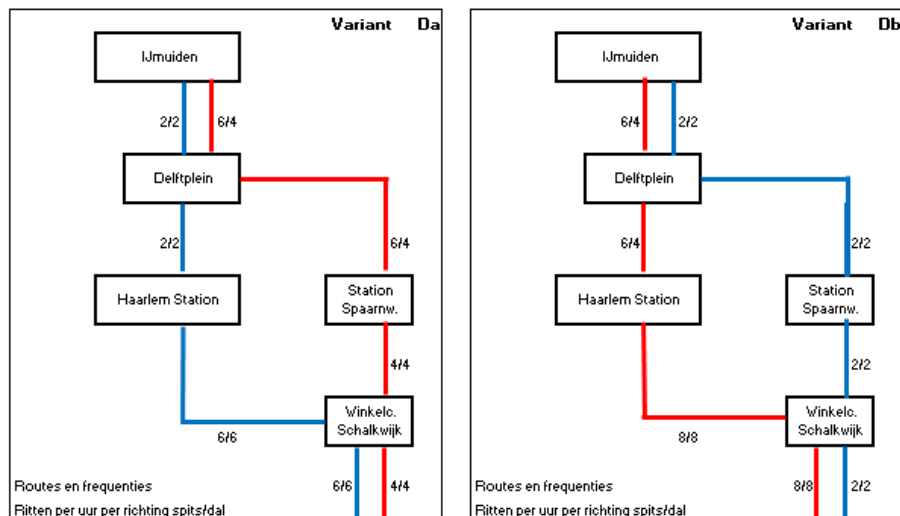 Variant Da
IJmuiden
2/2
6/4
Delftplein
2/2
6/4
Haarlem Station
Station
Spaarnw.
4/4
Winkelc.
Schalkwijk
6/6
6/6
4/4
Routes en frequenties
Ritten per uur per richting spits/dal
Variant Db
IJmuiden
6/4
2/2
Delftplein
6/4
2/2
Haarlem Station
Station
Spaarnw.
2/2
Winkelc.
Schalkwijk
8/8
8/8
2/2
Routes en frequenties
Ritten per uur per richting spits/dal